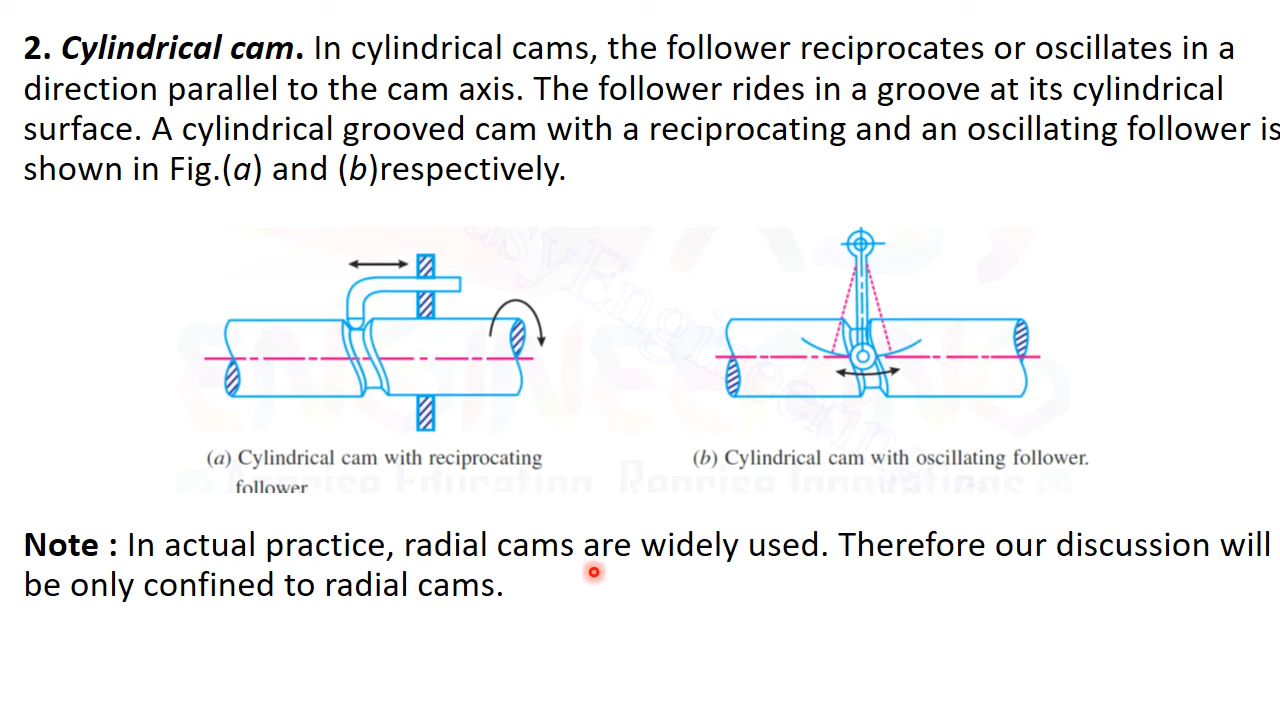 2. Cylindrical cam. In cylindrical cams, the follower reciprocates or oscillates in a
direction parallel to the cam axis. The follower rides in a groove at its cylindrical
surface. A cylindrical grooved cam with a reciprocating and an oscillating follower is
shown in Fig.(a) and (b)respectively.
(a) Cylindrical cam with reciprocating
follower
(b) Cylindrical cam with oscillating follower.
Note : In actual practice, radial cams are widely used. Therefore our discussion will
be only confined to radial cams.